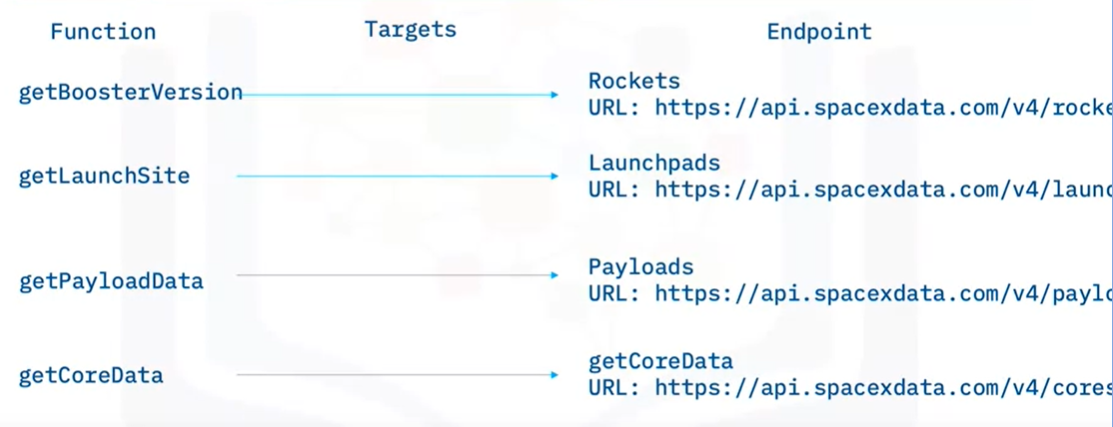 Function Targets Endpoint
getBoosterVersion
Rockets
URL: https://api.spacexdata.com/v4/rocke
getLaunchSite
Launchpads
URL: https://api.spacexdata.com/v4/launc
getPayloadData
Payloads
URL: https://api.spacexdata.com/v4/paylo
getCoreData
getCoreData
URL: https://api.spacexdata.com/v4/cores